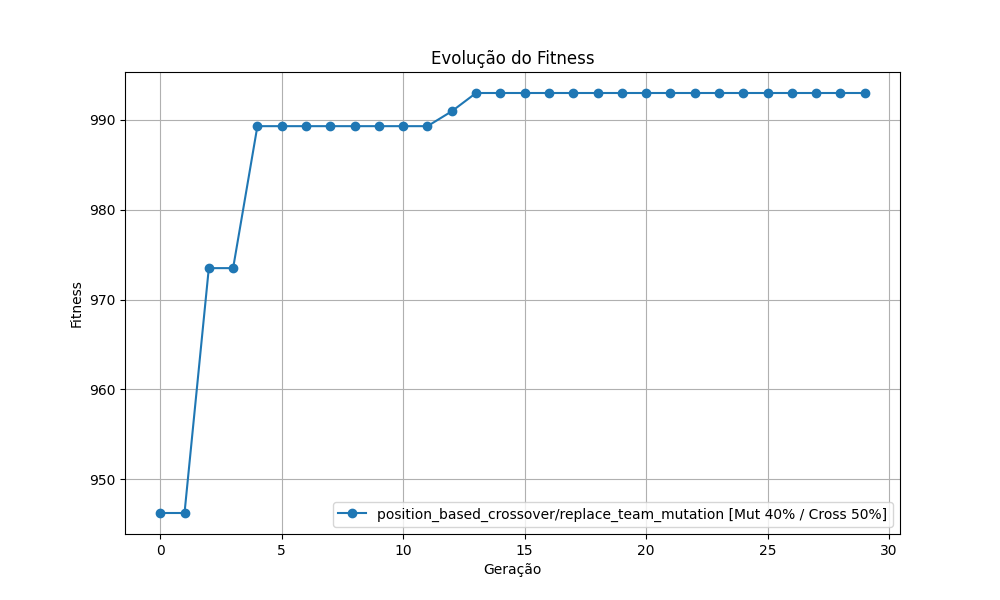 Evolução do Fitness
Fitness
990
980
970
960
950
0 5 10 15 20 25 30
Geração
position_based_crossover/replace_team_mutation [Mut 40% / Cross 50%]